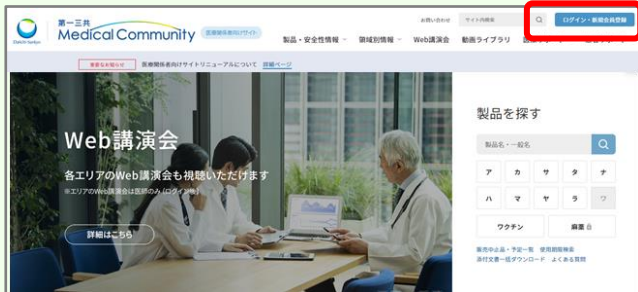 お問い合わせ
サイト内検索
ログイン・新規会員登録
Daiichi-Sankyo
第一三共
Medical Community
医療関係者向けサイト
製品・安全性情報
領域別情報
Web講演会
動画ライブラリ
重要なお知らせ
医療関係者向けサイトリニューアルについて 詳細ページ
Web講演会
各エリアのWeb講演会も視聴いただけます
※エリアのWeb講演会は医師のみ(ログイン後)
詳細はこちら
製品を探す
製品名・一般名
ア カ サ タ ナ
ハ マ ヤ ラ ワ
ワクチン 麻薬
販売中止品・予定一覧 使用期限検索
添付文書一括ダウンロード よくある質問